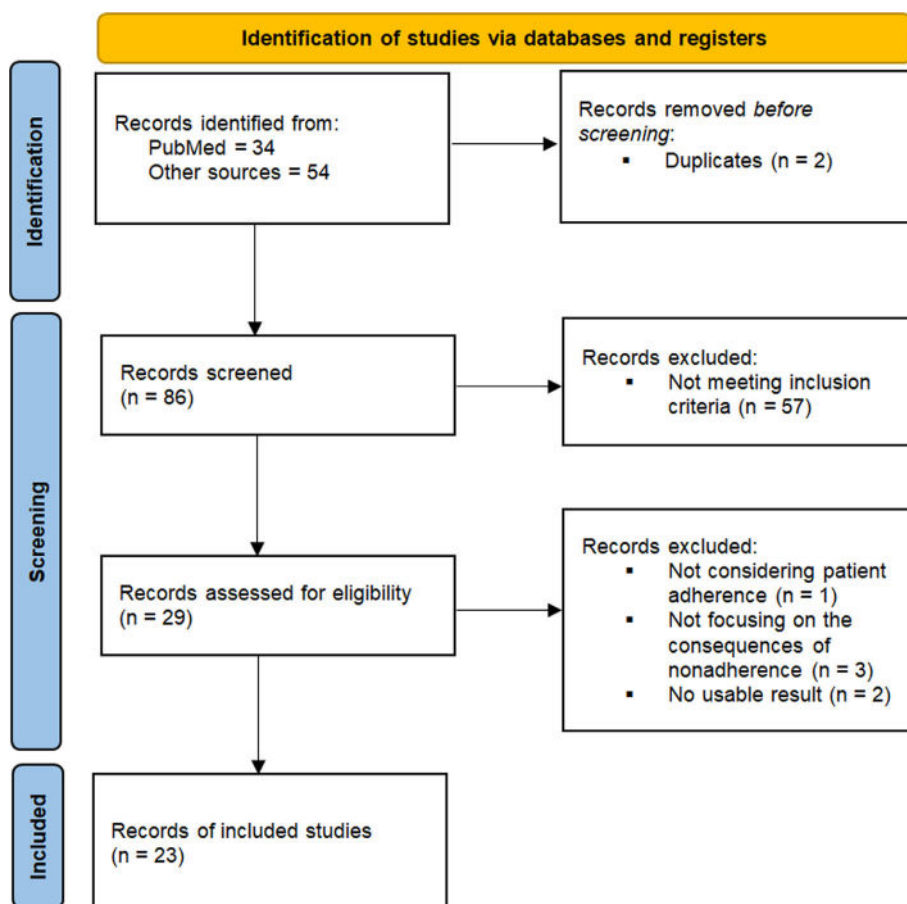 Identification of studies via databases and registers
Identification
Records identified from:
PubMed = 34
Other sources = 54
Records removed before
screening:
▪ Duplicates (n = 2)
Screening
Records screened
(n = 86)
Records excluded:
▪ Not meeting inclusion
criteria (n = 57)
Records assessed for eligibility
(n = 29)
Records excluded:
▪ Not considering patient
adherence (n = 1)
▪ Not focusing on the
consequences of
nonadherence (n = 3)
▪ No usable result (n = 2)
Included
Records of included studies
(n = 23)